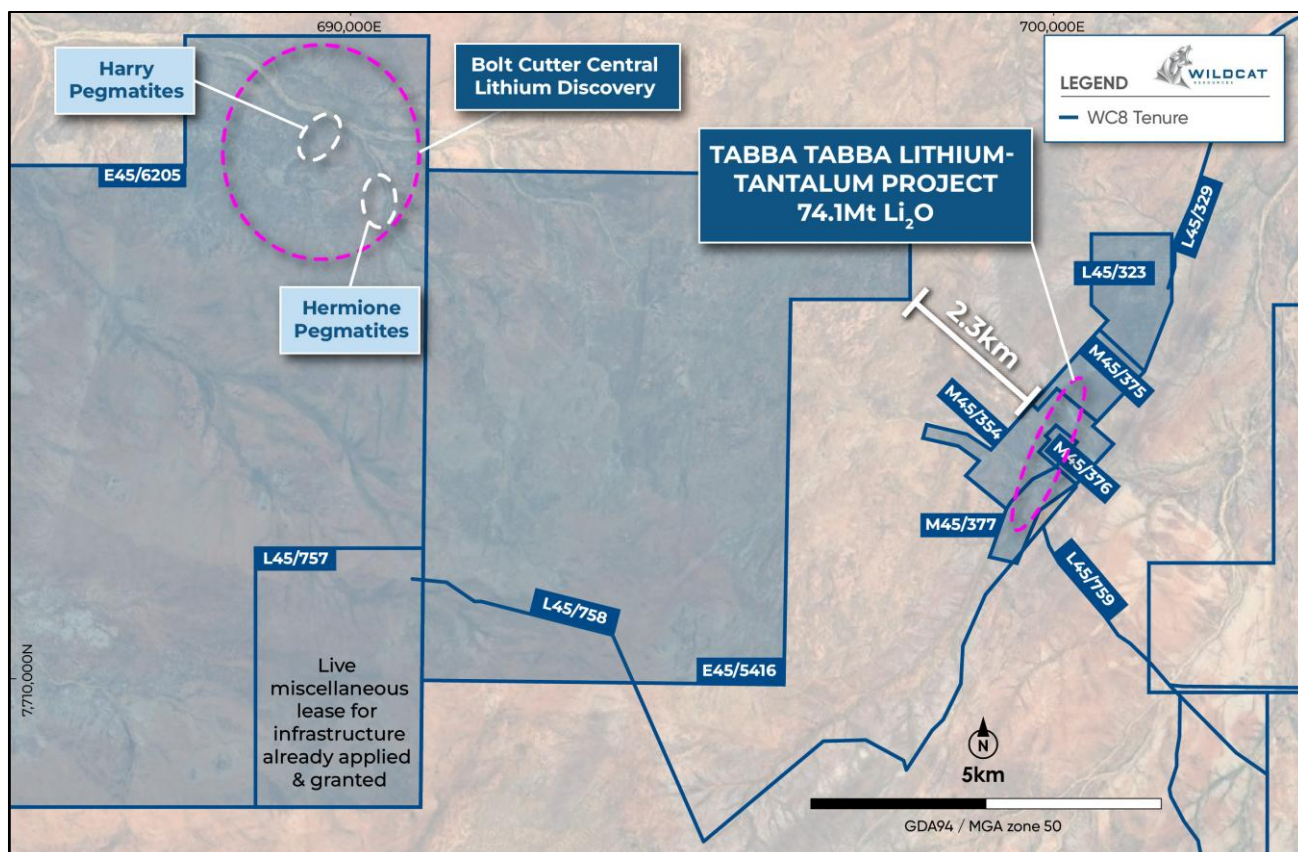 690,000E
700,000E
Harry
Pegmatites
Bolt Cutter Central
Lithium Discovery
LEGEND
WILDCAT
RESOURCES
WC8 Tenure
TABBA TABBA LITHIUM-
TANTALUM PROJECT
74.1Mt Li₂O
E45/6205
L45/329
L45/323
Hermione
Pegmatites
2.3km
M45/375
M45/354
M45/376
M45/377
L45/757
L45/758
L45/759
E45/5416
7,710,000N
Live
miscellaneous
lease for
infrastructure
already applied
& granted
N
5km
GDA94 / MGA zone 50